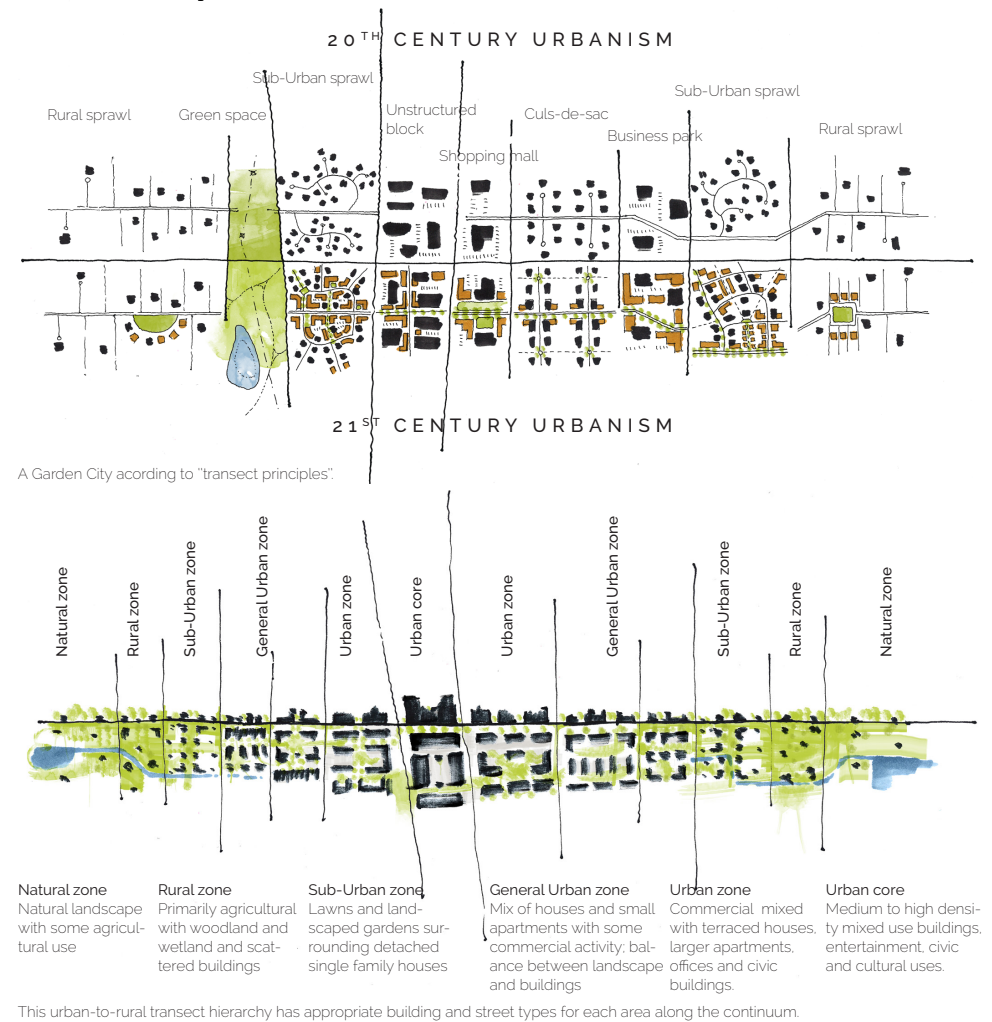 20TH CENTURY URBANISM
Sub-Urban sprawl
Sub-Urban sprawl
Rural sprawl
Green space
Unstructured
block
Culs-de-sac
Business park
Rural sprawl
Shopping mall
21ST CENTURY URBANISM
A Garden City acording to "transect principles".
Natural zone
Rural zone
Sub-Urban zone
General Urban zone
Urban zone
Urban core
Urban zone
General Urban zone
Sub-Urban zone
Rural zone
Natural zone
Natural zone
Natural landscape
with some agricul-
tural use
Rural zone
Primarily agricultural
with woodland and
wetland and scat-
tered buildings
Sub-Urban zone
Lawns and land-
scaped gardens sur-
rounding detached
single family houses
General Urban zone
Mix of houses and small
apartments with some
commercial activity; bal-
ance between landscape
and buildings
Urban zone
Commercial mixed
with terraced houses,
larger apartments,
offices and civic
buildings.
Urban core
Medium to high densi-
ty mixed use buildings,
entertainment, civic
and cultural uses.
This urban-to-rural transect hierarchy has appropriate building and street types for each area along the continuum.